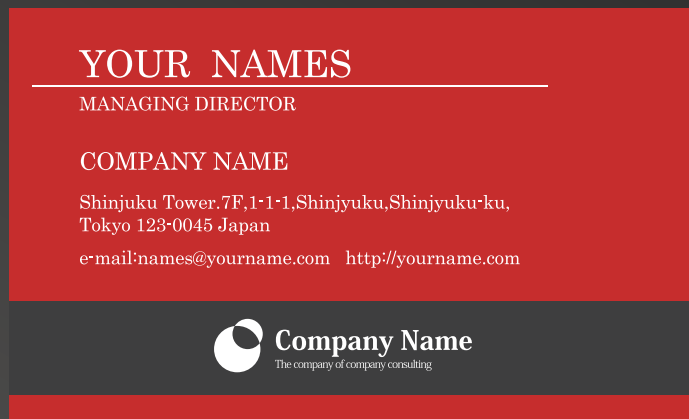 YOUR NAMES
MANAGING DIRECTOR
COMPANY NAME
Shinjuku Tower.7F,1-1-1,Shinjyuku,Shinjyuku-ku,
Tokyo 123-0045 Japan
e-mail:names@yourname.com http://yourname.com
Company Name
The company of company consulting